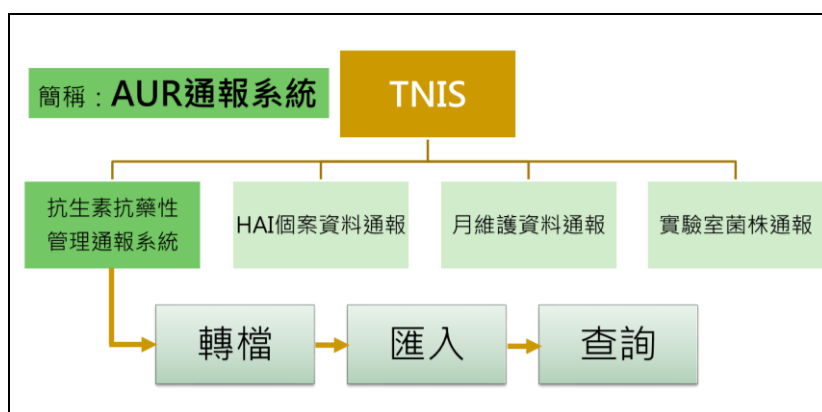 簡稱：AUR通報系統
TNIS
抗生素抗藥性
管理通報系統
HAI個案資料通報
月維護資料通報
實驗室菌株通報
轉檔
匯入
查詢